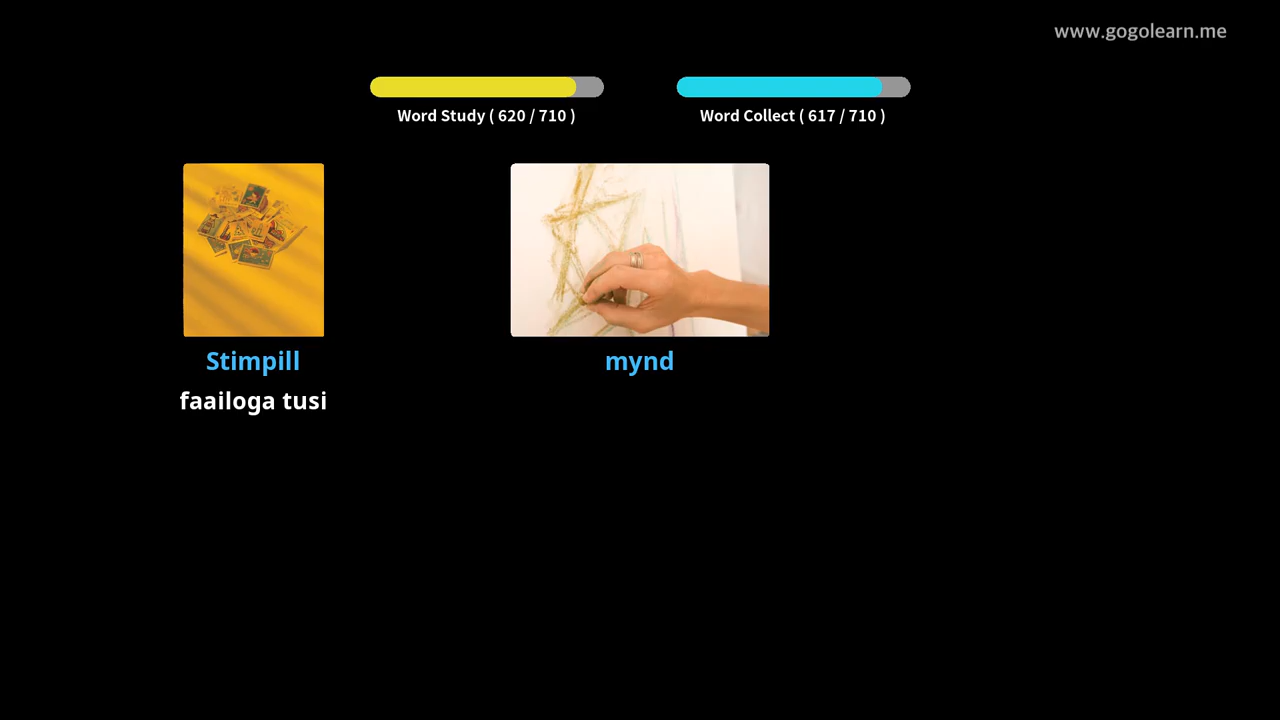 www.gogolearn.me
Word Study ( 620 / 710 )
Word Collect ( 617 / 710 )
Stimpill
mynd
faailoga tusi